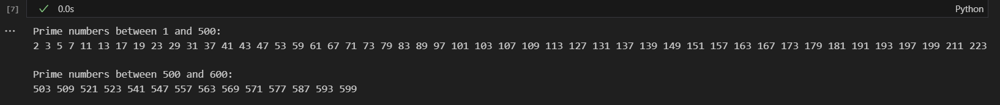 [7] 0.0s Python
... Prime numbers between 1 and 500:
2 3 5 7 11 13 17 19 23 29 31 37 41 43 47 53 59 61 67 71 73 79 83 89 97 101 103 107 109 113 127 131 137 139 149 151 157 163 167 173 179 181 191 193 197 199 211 223
Prime numbers between 500 and 600:
503 509 521 523 541 547 557 563 569 571 577 587 593 599